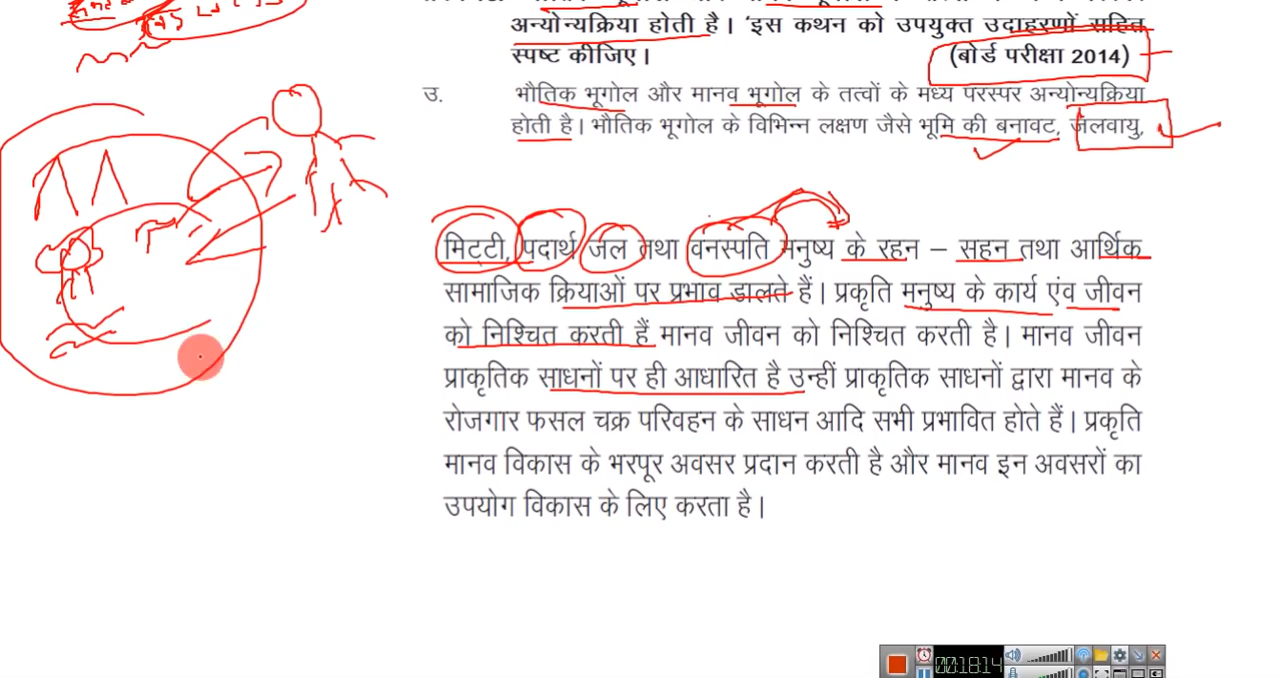 अन्योन्यक्रिया होती है। 'इस कथन को उपयुक्त उदाहरणों सहित
स्पष्ट कीजिए। (बोर्ड परीक्षा 2014)
उ. भौतिक भूगोल और मानव भूगोल के तत्वों के मध्य परस्पर अन्योन्यक्रिया
होती है। भौतिक भूगोल के विभिन्न लक्षण जैसे भूमि की बनावट, जलवायु,
मिट्टी, पदार्थ जल तथा वनस्पति मनुष्य के रहन – सहन तथा आर्थिक
सामाजिक क्रियाओं पर प्रभाव डालते हैं। प्रकृति मनुष्य के कार्य एंव जीवन
को निश्चित करती हैं मानव जीवन को निश्चित करती है। मानव जीवन
प्राकृतिक साधनों पर ही आधारित है उन्हीं प्राकृतिक साधनों द्वारा मानव के
रोजगार फसल चक्र परिवहन के साधन आदि सभी प्रभावित होते हैं। प्रकृति
मानव विकास के भरपूर अवसर प्रदान करती है और मानव इन अवसरों का
उपयोग विकास के लिए करता है।
00:18:14